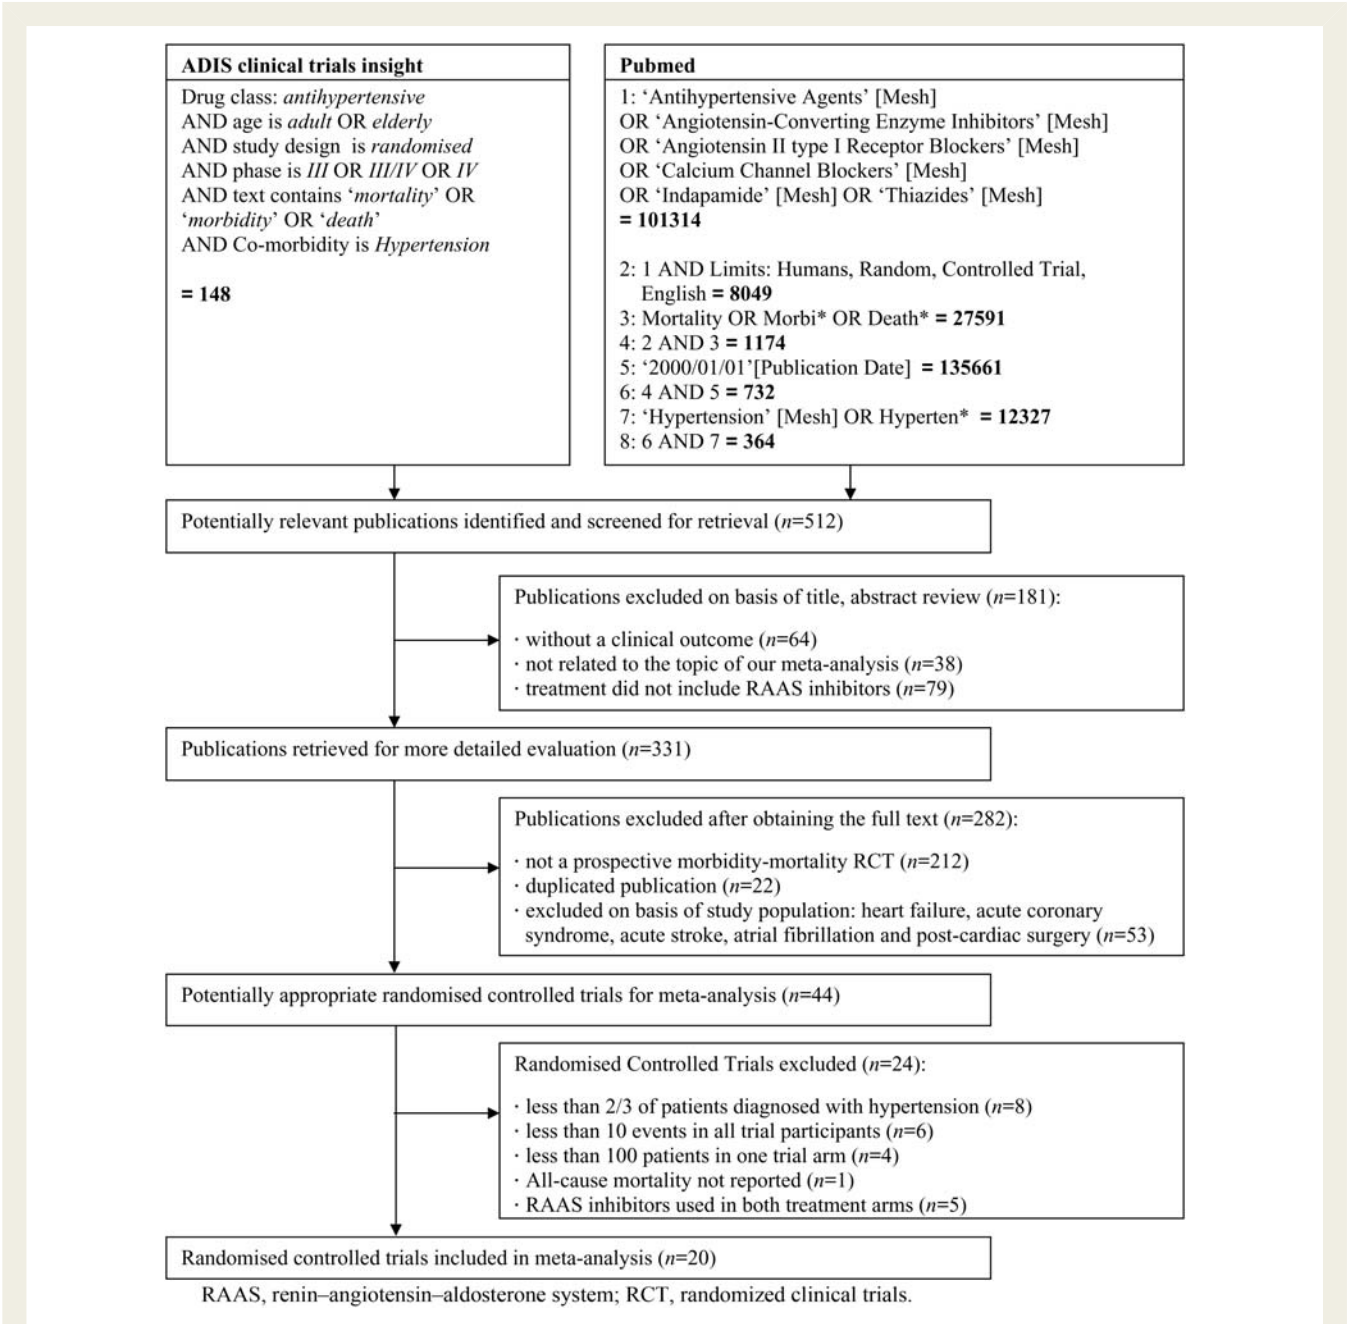 ADIS clinical trials insight
Drug class: antihypertensive
AND age is adult OR elderly
AND study design is randomised
AND phase is III OR III/IV OR IV
AND text contains ‘mortality’ OR
‘morbidity’ OR ‘death’
AND Co-morbidity is Hypertension
= 148
Pubmed
1: ‘Antihypertensive Agents’ [Mesh]
OR ‘Angiotensin-Converting Enzyme Inhibitors’ [Mesh]
OR ‘Angiotensin II type I Receptor Blockers’ [Mesh]
OR ‘Calcium Channel Blockers’ [Mesh]
OR ‘Indapamide’ [Mesh] OR ‘Thiazides’ [Mesh]
= 101314
2: 1 AND Limits: Humans, Random, Controlled Trial,
English = 8049
3: Mortality OR Morbi* OR Death* = 27591
4: 2 AND 3 = 1174
5: ‘2000/01/01’[Publication Date] = 135661
6: 4 AND 5 = 732
7: ‘Hypertension’ [Mesh] OR Hyperten* = 12327
8: 6 AND 7 = 364
Potentially relevant publications identified and screened for retrieval (n=512)
Publications excluded on basis of title, abstract review (n=181):
· without a clinical outcome (n=64)
· not related to the topic of our meta-analysis (n=38)
· treatment did not include RAAS inhibitors (n=79)
Publications retrieved for more detailed evaluation (n=331)
Publications excluded after obtaining the full text (n=282):
· not a prospective morbidity-mortality RCT (n=212)
· duplicated publication (n=22)
· excluded on basis of study population: heart failure, acute coronary
syndrome, acute stroke, atrial fibrillation and post-cardiac surgery (n=53)
Potentially appropriate randomised controlled trials for meta-analysis (n=44)
Randomised Controlled Trials excluded (n=24):
· less than 2/3 of patients diagnosed with hypertension (n=8)
· less than 10 events in all trial participants (n=6)
· less than 100 patients in one trial arm (n=4)
· All-cause mortality not reported (n=1)
· RAAS inhibitors used in both treatment arms (n=5)
Randomised controlled trials included in meta-analysis (n=20)
RAAS, renin–angiotensin–aldosterone system; RCT, randomized clinical trials.